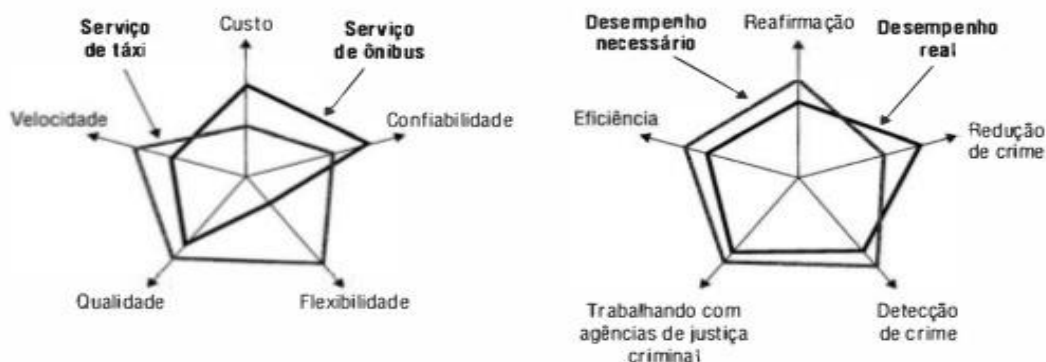 Custo
Serviço
de táxi
Serviço
de ônibus
Velocidade
Confiabilidade
Qualidade
Flexibilidade
Desempenho
necessário
Reafirmação
Desempenho
real
Eficiência
Redução
de crime
Trabalhando com
agências de justiça
criminal
Detecção
de crime